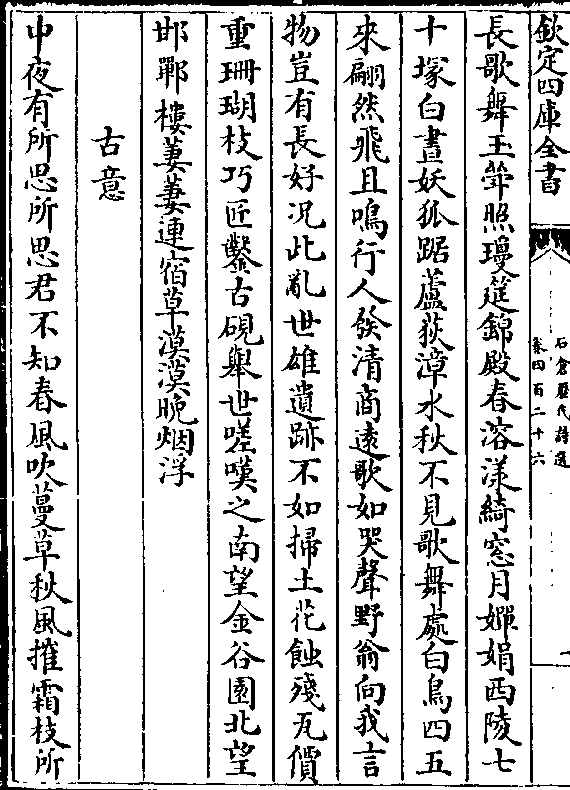 欽定四庫全書
石倉歷代詩選
卷四百二十六
長歌舞玉簫照瓊筵錦殿春溶漾綺窓月嬋娟西陵七
十塚白晝妖狐踞蘆荻漳水秋不見歌舞處白鳥四五
來翩然飛且鳴行人發清商遠歌如哭聲野翁向我言
物豈有長好况此亂世雄遺跡不如掃土花蝕殘瓦價
重珊瑚枝巧匠鑿古硯舉世嗟嘆之南望金谷園北望
邯鄲樓萋萋連宿草漠漠晚烟浮
古意
中夜有所思所思君不知春風吹蔓草秋風摧霜枝所